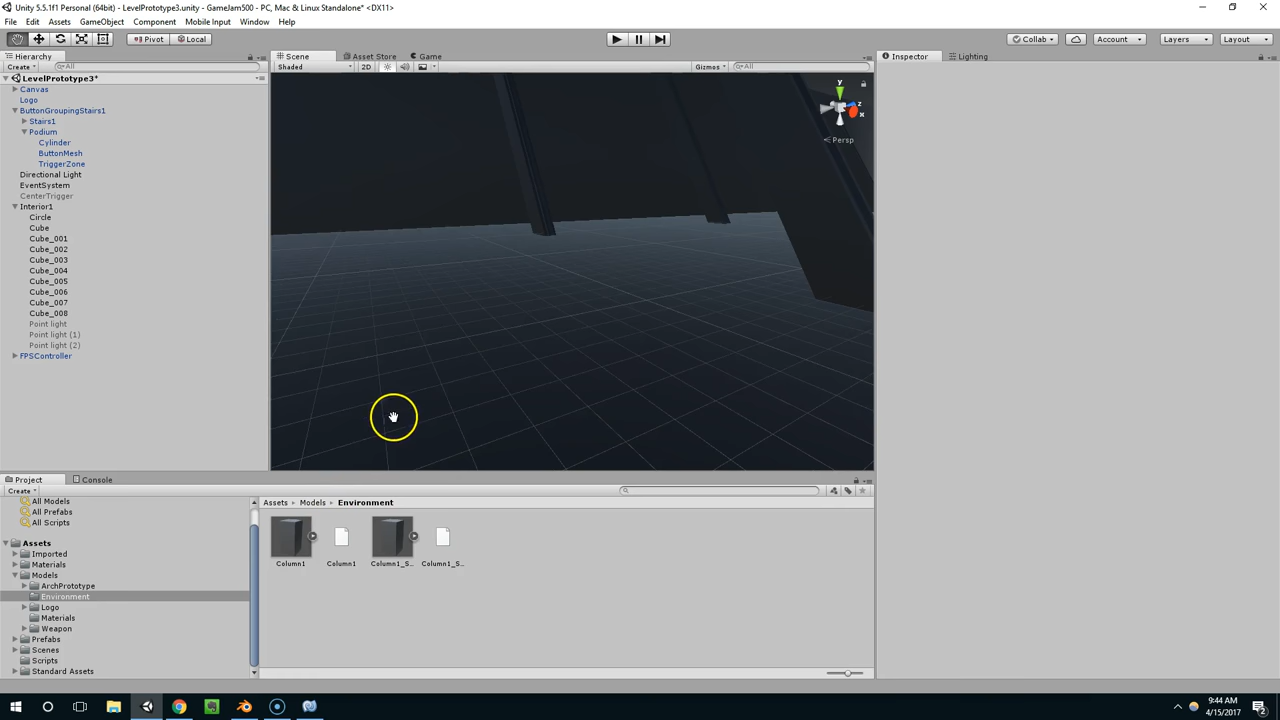 Unity 5.5.1f1 Personal (64bit) - LevelPrototype3.unity - GameJam500 - PC, Mac & Linux Standalone* <DX11>
File Edit Assets GameObject Component Mobile Input Window Help
Pivot Local Collab Account Layers Layout
Hierarchy Scene Asset Store Game Inspector Lighting
Create All Shaded 2D Gizmos All
LevelPrototype3*
Canvas
Logo
ButtonGroupingStairs1
Stairs1
Podium
Cylinder
ButtonMesh
TriggerZone
Directional Light
EventSystem
CenterTrigger
Interior1
Circle
Cube
Cube_001
Cube_002
Cube_003
Cube_004
Cube_005
Cube_006
Cube_007
Cube_008
Point light
Point light (1)
Point light (2)
FPSController
y
z
x
Persp
Project Console
Create
All Models
All Prefabs
All Scripts
Assets
Imported
Materials
Models
ArchPrototype
Environment
Logo
Materials
Weapon
Prefabs
Scenes
Scripts
Standard Assets
Assets Models Environment
Column1 Column1 Column1_S... Column1_S...
9:44 AM
4/15/2017
2